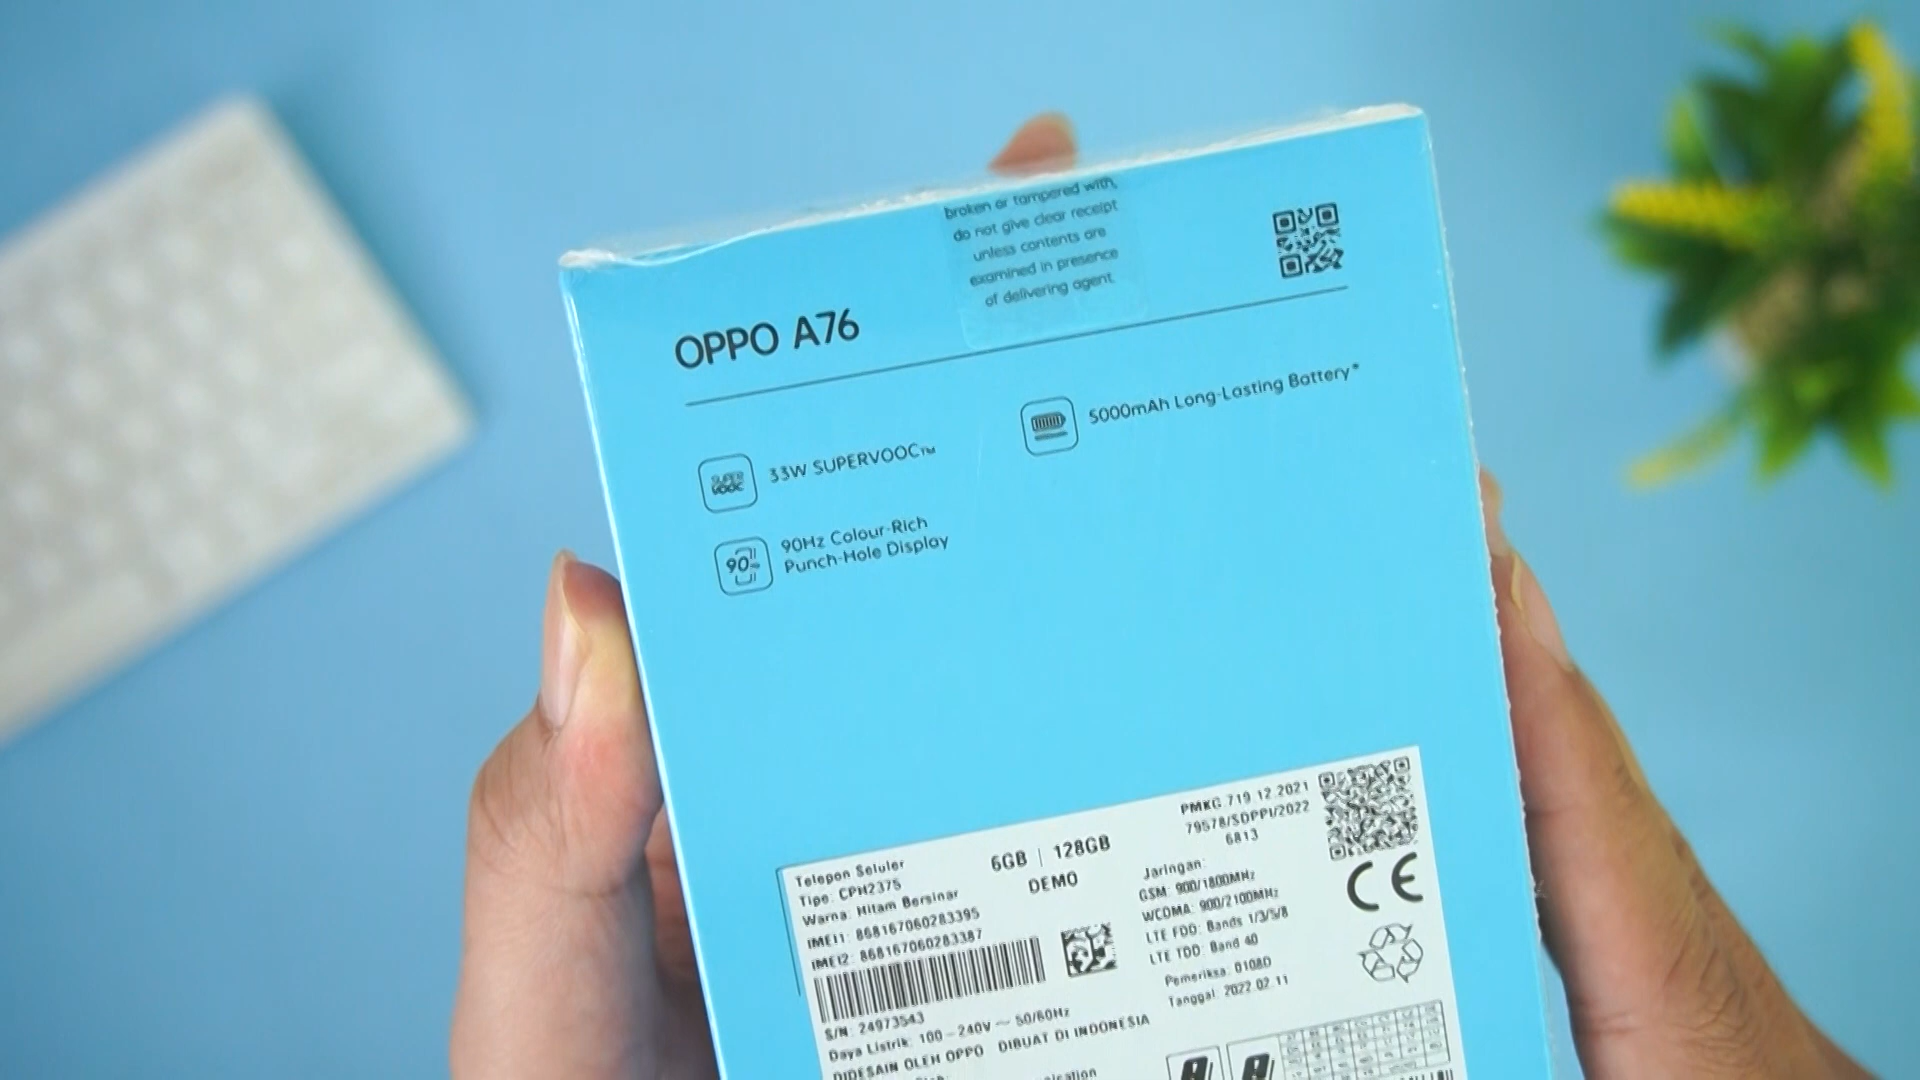 broken or tampered with,
do not give clear receipt
unless contents are
examined in presence
of delivering agent
OPPO A76
SUPER
VOOC
33W SUPERVOOC™
5000mAh Long-Lasting Battery*
90Hz
90Hz Colour-Rich
Punch-Hole Display
Telepon Seluler
Tipe: CPH2375
Warna: Hitam Bersinar
IMEI1: 868167060283395
IMEI2: 868167060283387
6GB | 128GB
DEMO
PMKG.719.12.2021
79578/SDPPI/2022
6813
Jaringan:
GSM: 900/1800MHz
WCDMA: 900/2100MHz
LTE FDD: Bands 1/3/5/8
LTE TDD: Band 40
Pemeriksa: 0108D
Tanggal: 2022.02.11
CE
S/N: 24973543
Daya Listrik: 100-240V ~ 50/60Hz
DIDESAIN OLEH OPPO DIBUAT DI INDONESIA